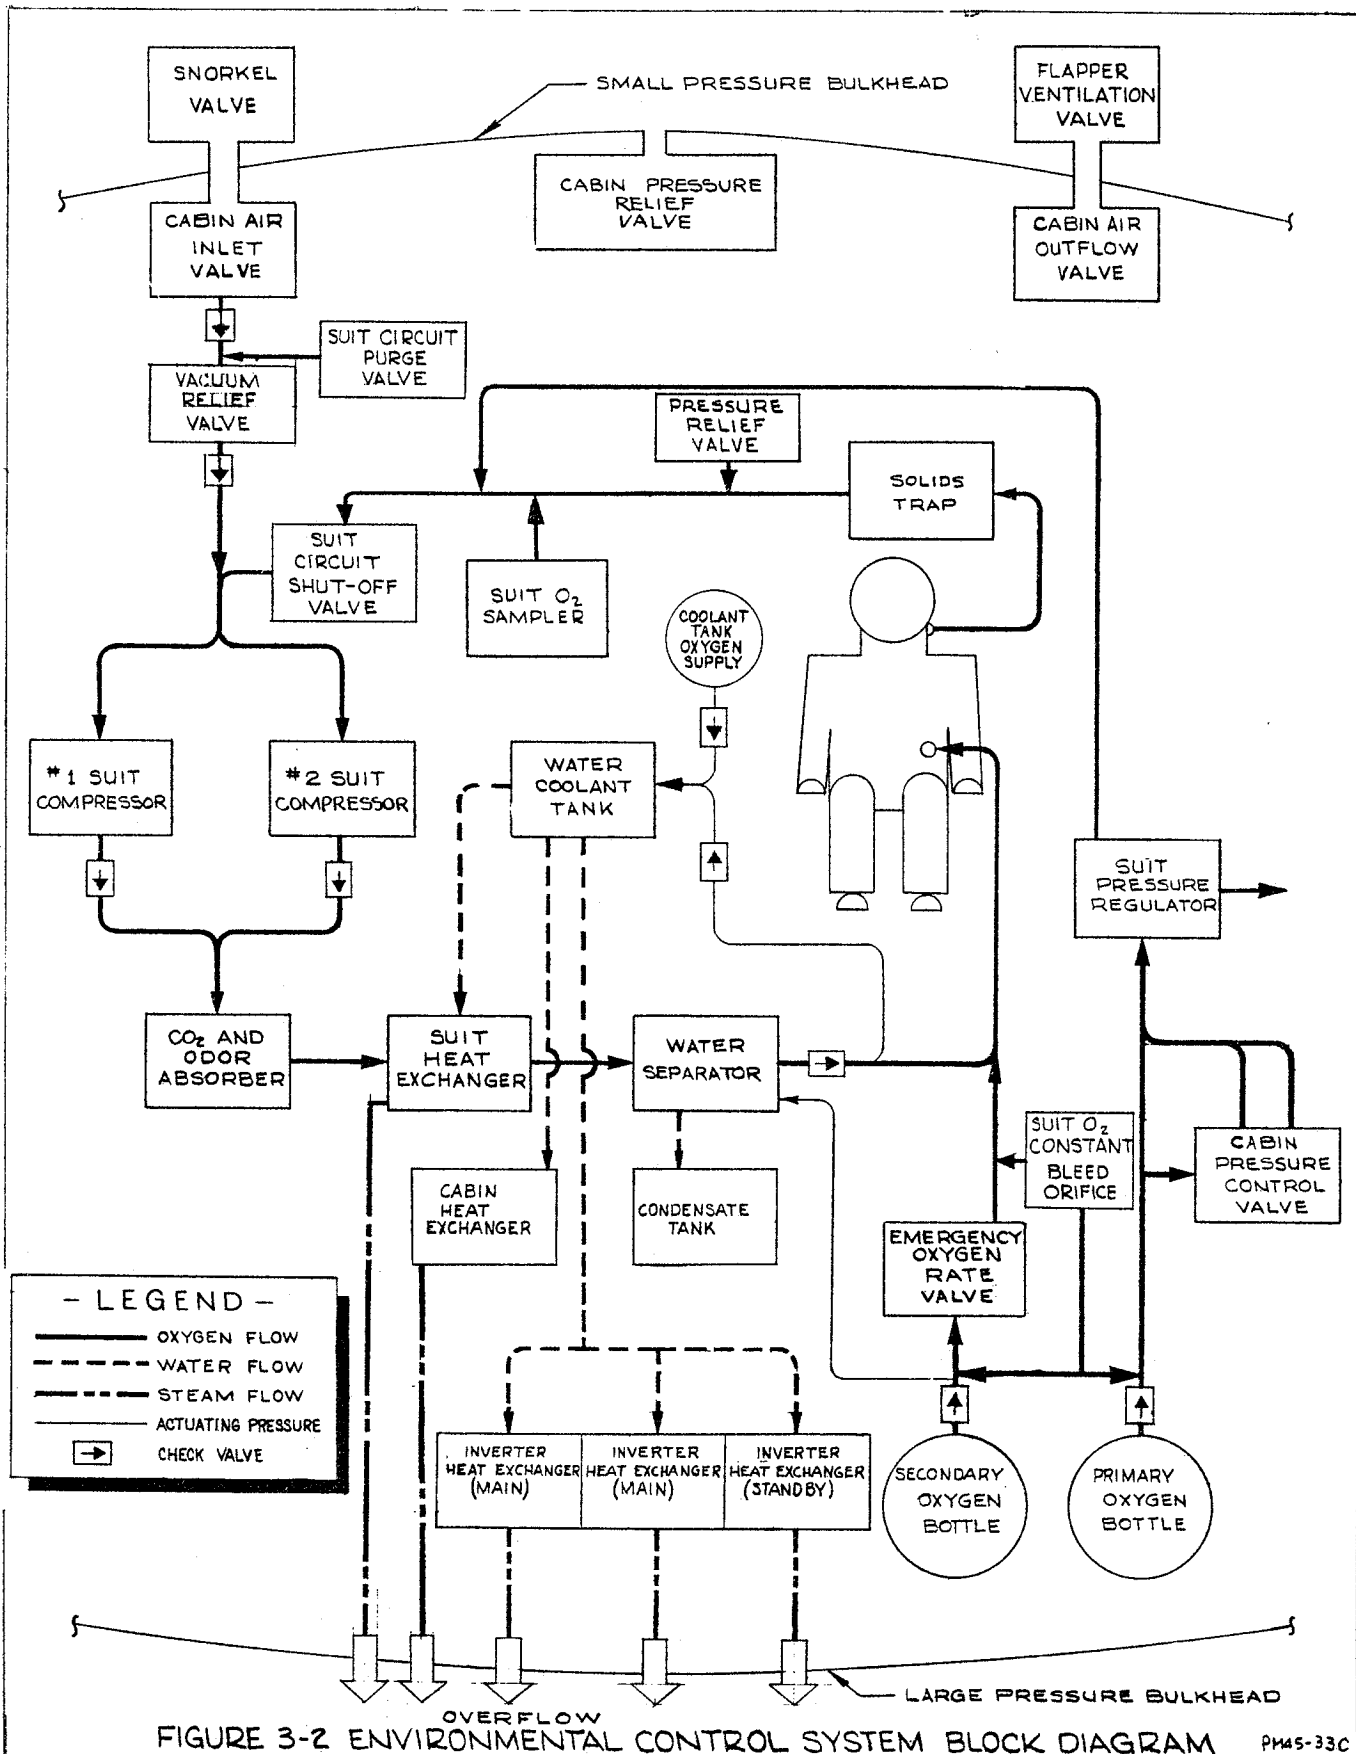 SNORKEL
VALVE
SMALL PRESSURE BULKHEAD
FLAPPER
VENTILATION
VALVE
CABIN PRESSURE
RELIEF
VALVE
CABIN AIR
INLET
VALVE
CABIN AIR
OUTFLOW
VALVE
SUIT CIRCUIT
PURGE
VALVE
VACUUM
RELIEF
VALVE
PRESSURE
RELIEF
VALVE
SOLIDS
TRAP
SUIT
CIRCUIT
SHUT-OFF
VALVE
SUIT O2
SAMPLER
COOLANT
TANK
OXYGEN
SUPPLY
#1 SUIT
COMPRESSOR
#2 SUIT
COMPRESSOR
WATER
COOLANT
TANK
SUIT
PRESSURE
REGULATOR
CO2 AND
ODOR
ABSORBER
SUIT
HEAT
EXCHANGER
WATER
SEPARATOR
SUIT O2
CONSTANT
BLEED
ORIFICE
CABIN
PRESSURE
CONTROL
VALVE
CABIN
HEAT
EXCHANGER
CONDENSATE
TANK
EMERGENCY
OXYGEN
RATE
VALVE
- LEGEND -
OXYGEN FLOW
WATER FLOW
STEAM FLOW
ACTUATING PRESSURE
CHECK VALVE
INVERTER
HEAT EXCHANGER
(MAIN)
INVERTER
HEAT EXCHANGER
(MAIN)
INVERTER
HEAT EXCHANGER
(STANDBY)
SECONDARY
OXYGEN
BOTTLE
PRIMARY
OXYGEN
BOTTLE
LARGE PRESSURE BULKHEAD
OVERFLOW
FIGURE 3-2 ENVIRONMENTAL CONTROL SYSTEM BLOCK DIAGRAM
PM45-33C